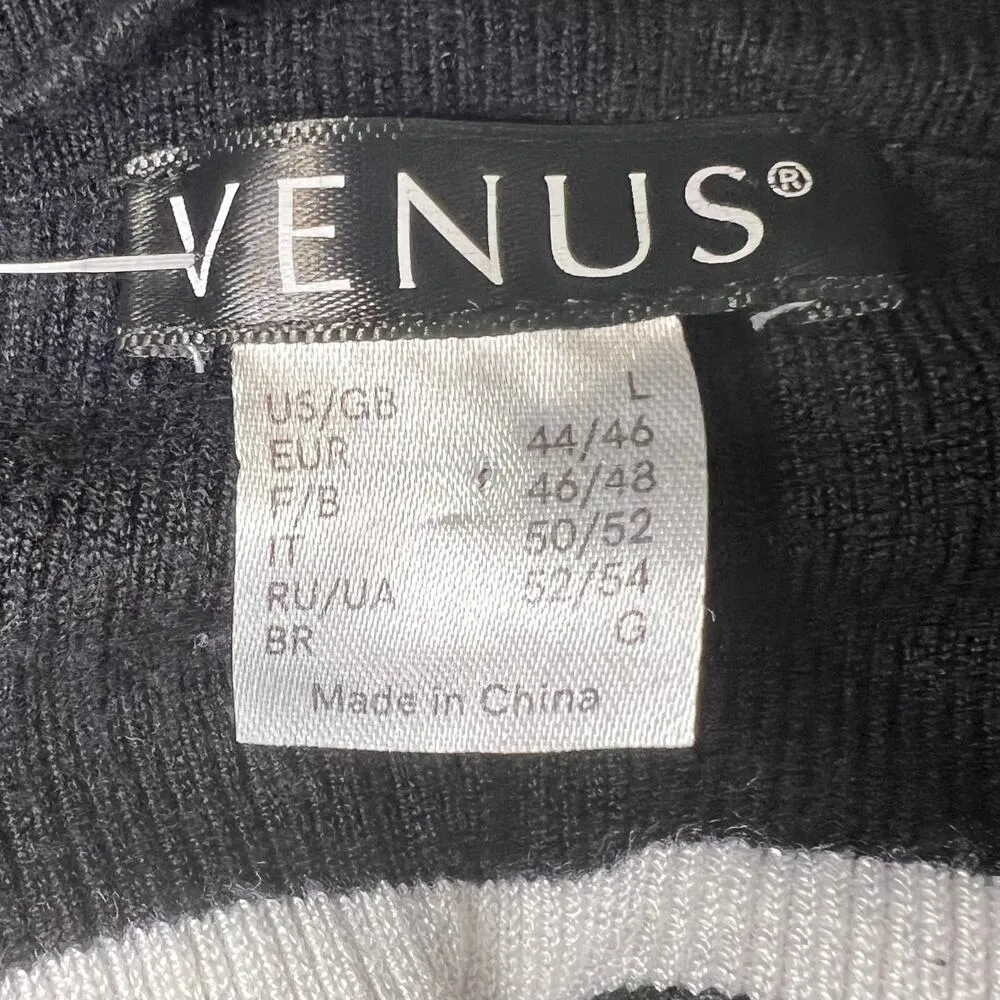 VENUS®
US/GB L
EUR 44/46
F/B 46/48
IT 50/52
RU/UA 52/54
BR G
Made in China